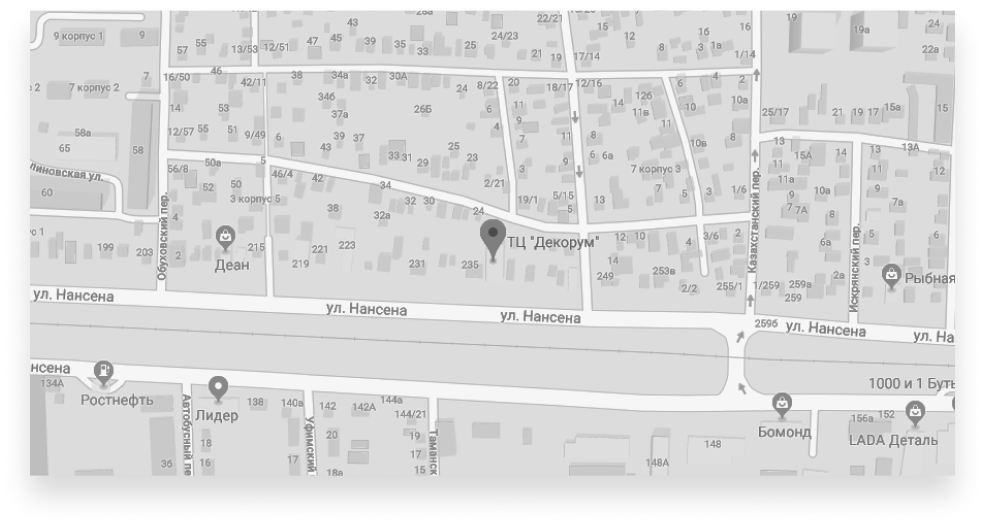 9 корпус 1
9
57
55
13/53
12/51
47
45
43
39
35
33
28а
25
24/23
22/21
21
19
17/14
15
12
8
3
1а
16
16
1/14
19
19а
24
22а
7
2
7 корпус 2
16/50
46
42/11
38
34а
32
30А
24
8/22
20
18/17
12/16
6
4
2
14
53
34б
37а
26Б
6
11
9
14
12б
11в
10
10а
25/17
21
19
17
15а
15
58а
65
58
12/57
55
51
9/49
6
39
37
43
33
31
29
25
23
4
7
11
8
11
10в
8
13
15А
13
13А
56/8
50а
5
46/4
42
34
2/21
3
6
6а
7 корпус 3
11
11а
9
7
7А
10а
11
9
12
линовская ул.
60
52
50
3 корпус 5
38
32а
32
30
24
19/1
5/15
5
13
7
5
3
1/6
8
7а
Обуховский пер.
4
2
ус 1
199
203
Деан
215
219
221
223
231
235
ТЦ "Декорум"
12
10
14
249
253в
4
3/6
2/2
255/1
Казахстанский пер.
6а
2а
1/259
259а
259
Искрянский пер.
5
3
6
Рыбная
ул. Нансена
ул. Нансена
ул. Нансена
259б
ул. Нансена
ул. На
нсена
134А
Ростнефть
Лидер
138
140а
142
142А
144а
144/21
1000 и 1 Буть
Автобусный пе
Уфимский
Таманск
18
16
36
17
20
18а
19
17
15
148
148А
Бомонд
156а
152
LADA Деталь